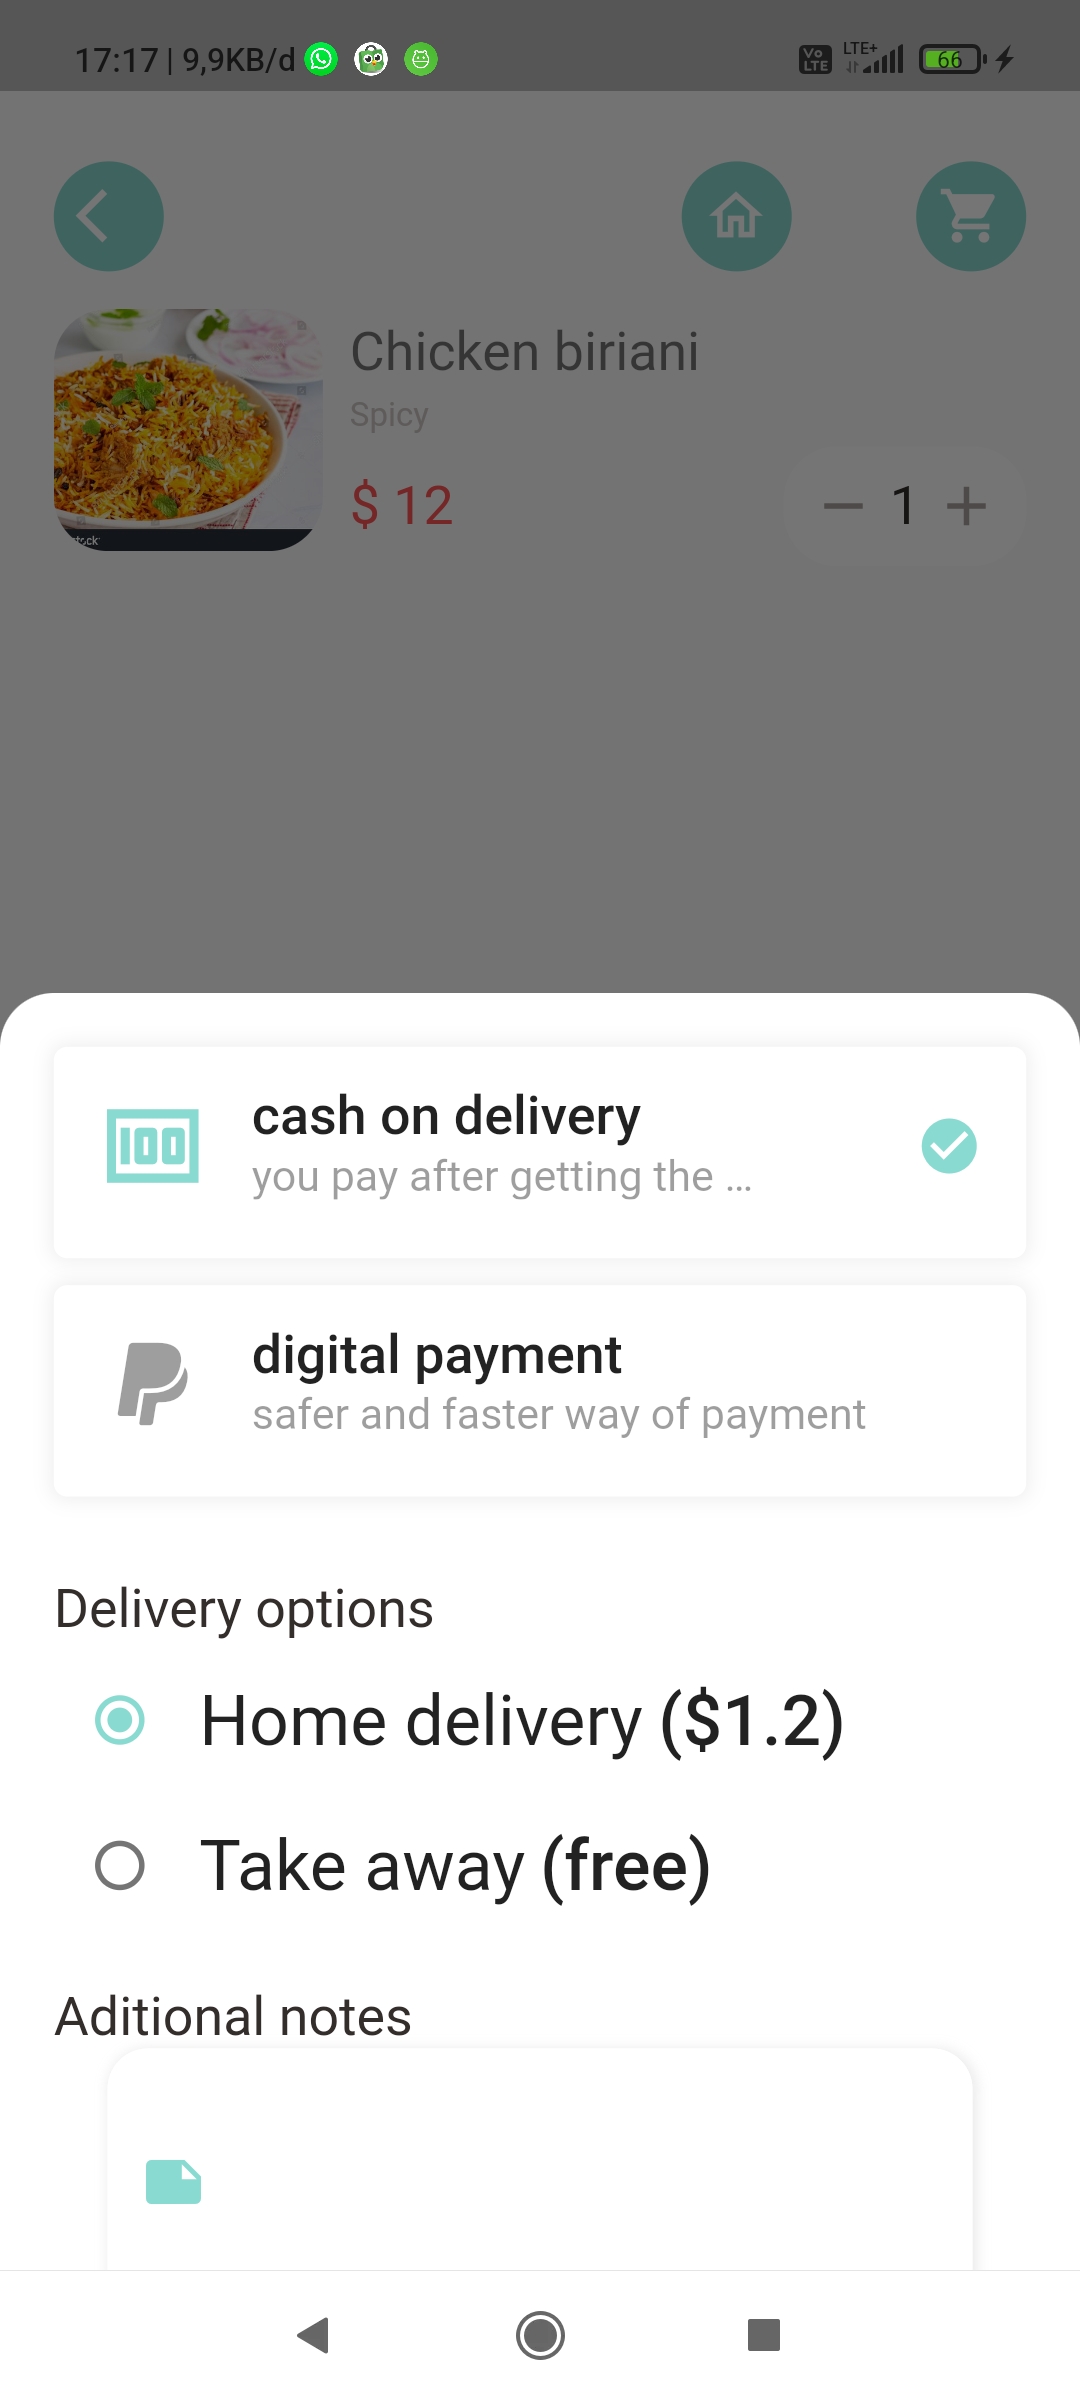 17:17 | 9,9KB/d
Vo LTE
LTE+
66
Chicken biriani
Spicy
$ 12
1
stock
100
cash on delivery
you pay after getting the ...
digital payment
safer and faster way of payment
Delivery options
Home delivery ($1.2)
Take away (free)
Aditional notes